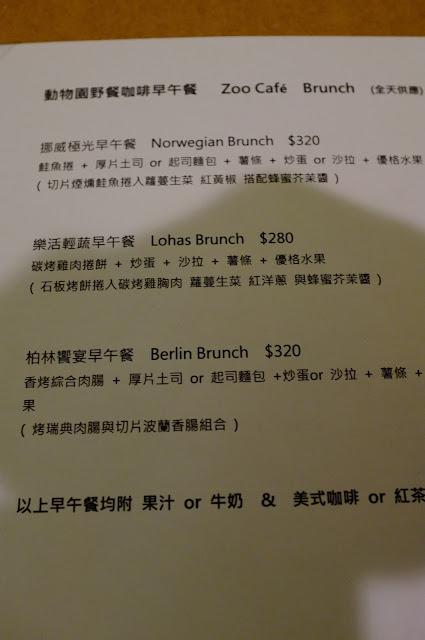 動物園野餐咖啡早午餐 Zoo Café Brunch (全天供應)
挪威極光早午餐 Norwegian Brunch $320
鮭魚捲 + 厚片土司 or 起司麵包 + 薯條 + 炒蛋 or 沙拉 + 優格水果
( 切片煙燻鮭魚捲入蘿蔓生菜 紅黃椒 搭配蜂蜜芥茉醬 )
樂活輕蔬早午餐 Lohas Brunch $280
碳烤雞肉捲餅 + 炒蛋 + 沙拉 + 薯條 + 優格水果
( 石板烤餅捲入碳烤雞胸肉 蘿蔓生菜 紅洋蔥 與蜂蜜芥茉醬 )
柏林饗宴早午餐 Berlin Brunch $320
香烤綜合肉腸 + 厚片土司 or 起司麵包 +炒蛋or 沙拉 + 薯條 +
果
( 烤瑞典肉腸與切片波蘭香腸組合 )
以上早午餐均附 果汁 or 牛奶 & 美式咖啡 or 紅茶